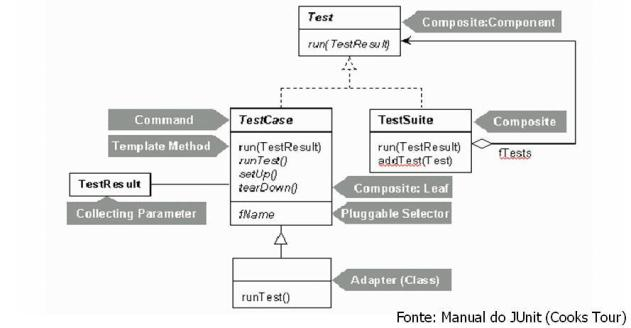 Test
Composite:Component
run(TestResult)
Command
TestCase
TestSuite
Composite
Template Method
run(TestResult)
runTest()
setUp()
tearDown()
run(TestResult)
addTest(Test)
fTests
TestResult
Composite: Leaf
Collecting Parameter
fName
Pluggable Selector
Adapter (Class)
runTest()
Fonte: Manual do JUnit (Cooks Tour)